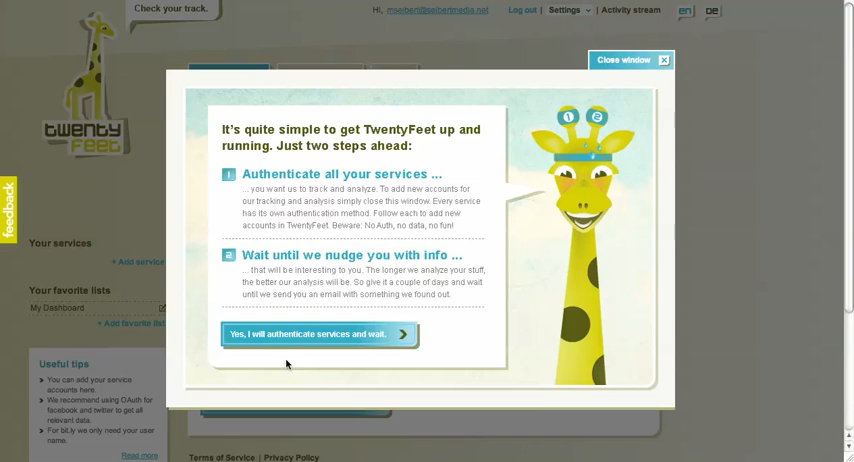 Check your track.
Hi, mseibert@seibertmedia.net Log out | Settings | Activity stream en DE
twenty
feet
feedback
Close window
1 2
It's quite simple to get TwentyFeet up and
running. Just two steps ahead:
1 Authenticate all your services ...
... you want us to track and analyze. To add new accounts for
our tracking and analysis simply close this window. Every service
has its own authentication method. Follow each to add new
accounts in TwentyFeet. Beware: No Auth, no data, no fun!
2 Wait until we nudge you with info ...
... that will be interesting to you. The longer we analyze your stuff,
the better our analysis will be. So give it a couple of days and wait
until we send you an email with something we found out.
Yes, I will authenticate services and wait.
Your services
+ Add service
Your favorite lists
My Dashboard
+ Add favorite list
Useful tips
You can add your service
accounts here.
We recommend using OAuth for
facebook and twitter to get all
relevant data.
For bit.ly we only need your user
name.
Read more
Terms of Service | Privacy Policy